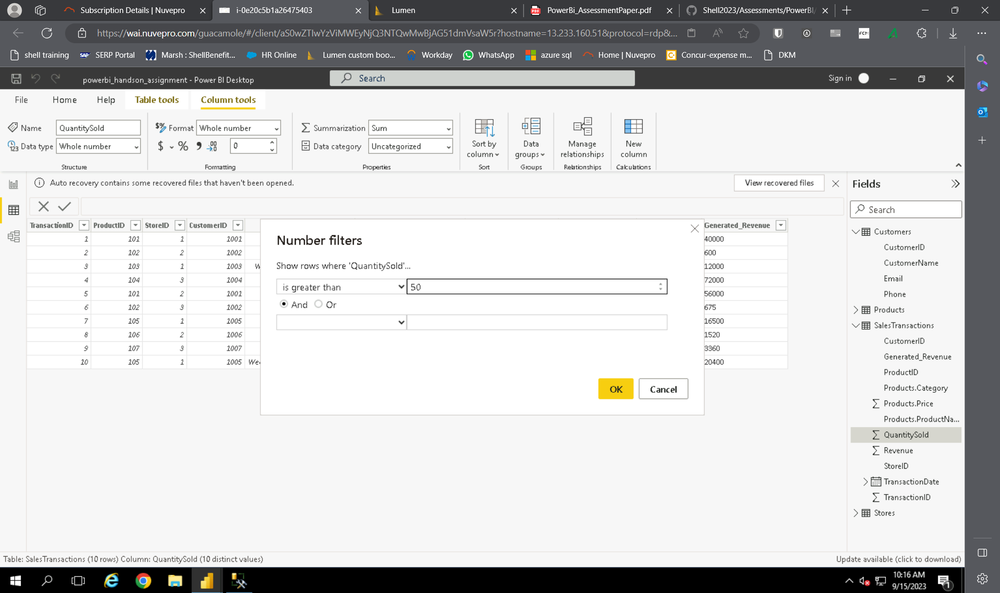 Subscription Details | Nuvepro
i-0e20c5b1a26475403
Lumen
PowerBi_AssessmentPaper.pdf
Shell2023/Assessments/PowerBI/
https://wai.nuvepro.com/guacamole/#/client/aS0wZTIwYzViMWEyNjQ3NTQwMwBjAG51dmVsaW5r?hostname=13.233.160.51&protocol=rdp&...
shell training
SERP Portal
Marsh : ShellBenefit...
HR Online
Lumen custom boo...
Workday
WhatsApp
azure sql
Home | Nuvepro
Concur-expense m...
DKM
powerbi_handson_assignment - Power BI Desktop
Search
Sign in
File
Home
Help
Table tools
Column tools
Name
QuantitySold
Format
Whole number
Summarization
Sum
Data type
Whole number
$ % 0
Data category
Uncategorized
Sort by column
Data groups
Manage relationships
New column
Structure
Formatting
Properties
Sort
Groups
Relationships
Calculations
Auto recovery contains some recovered files that haven't been opened.
View recovered files
Fields
Search
TransactionID ProductID StoreID CustomerID Generated_Revenue
1 101 1 1001 40000
2 102 2 1002 600
3 103 1 1003 W 12000
4 104 3 1004 72000
5 101 2 1001 56000
6 102 3 1002 675
7 105 1 1005 16500
8 106 2 1006 1520
9 107 3 1007 3360
10 105 1 1005 We 20400
Number filters
Show rows where 'QuantitySold'...
is greater than
50
And
Or
OK
Cancel
Customers
CustomerID
CustomerName
Email
Phone
Products
SalesTransactions
CustomerID
Generated_Revenue
ProductID
Products.Category
Products.Price
Products.ProductNa...
QuantitySold
Revenue
StoreID
TransactionDate
TransactionID
Stores
Table: SalesTransactions (10 rows) Column: QuantitySold (10 distinct values)
Update available (click to download)
10:16 AM
9/15/2023
1